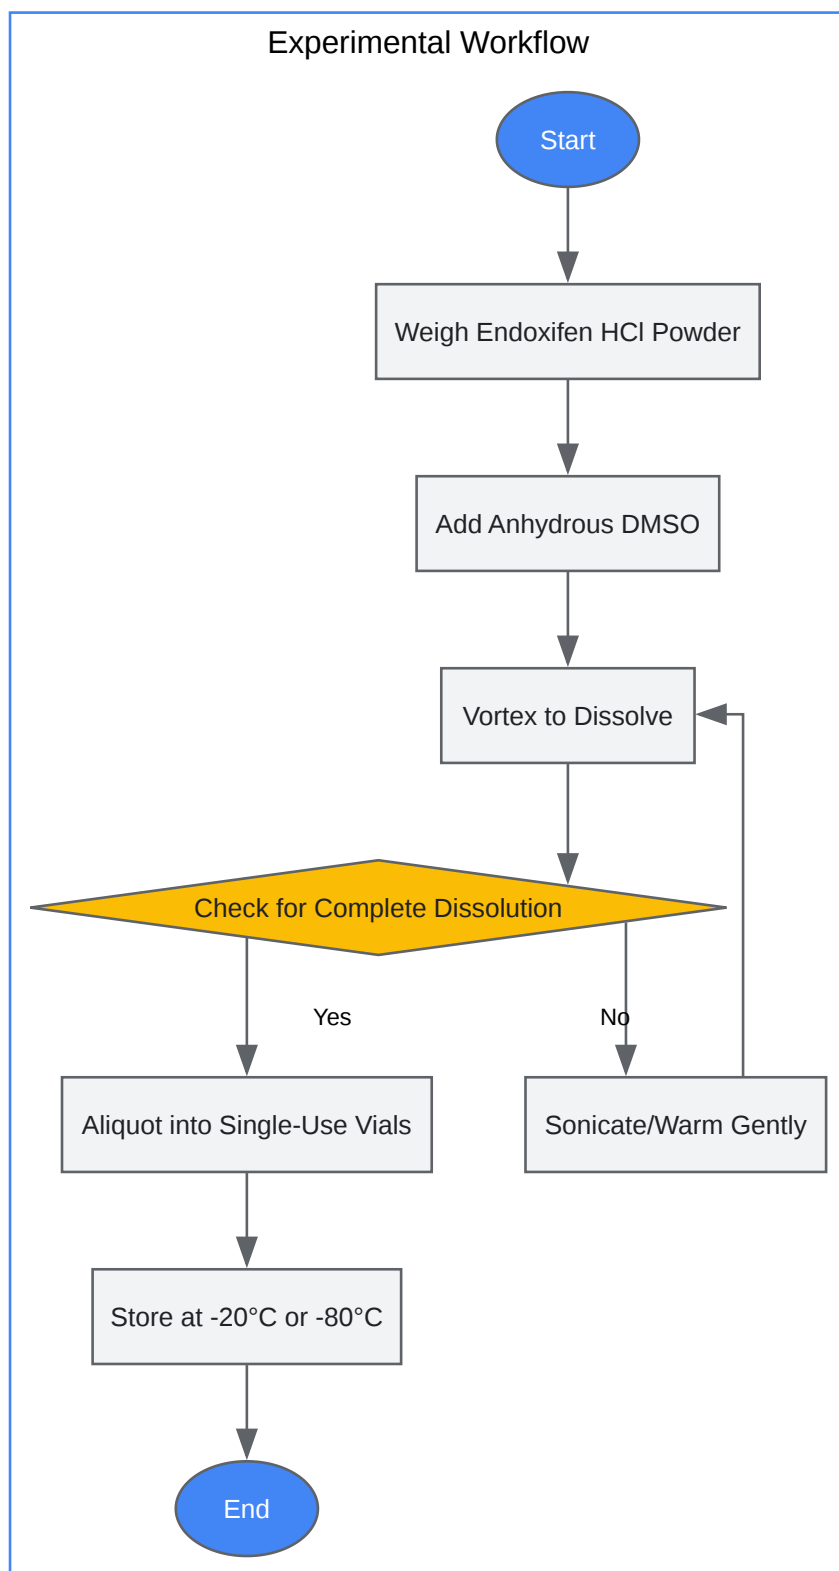 Experimental Workflow
Start
Weigh Endoxifen HCl Powder
Add Anhydrous DMSO
Vortex to Dissolve
Check for Complete Dissolution
Yes
No
Aliquot into Single-Use Vials
Sonicate/Warm Gently
Store at -20°C or -80°C
End